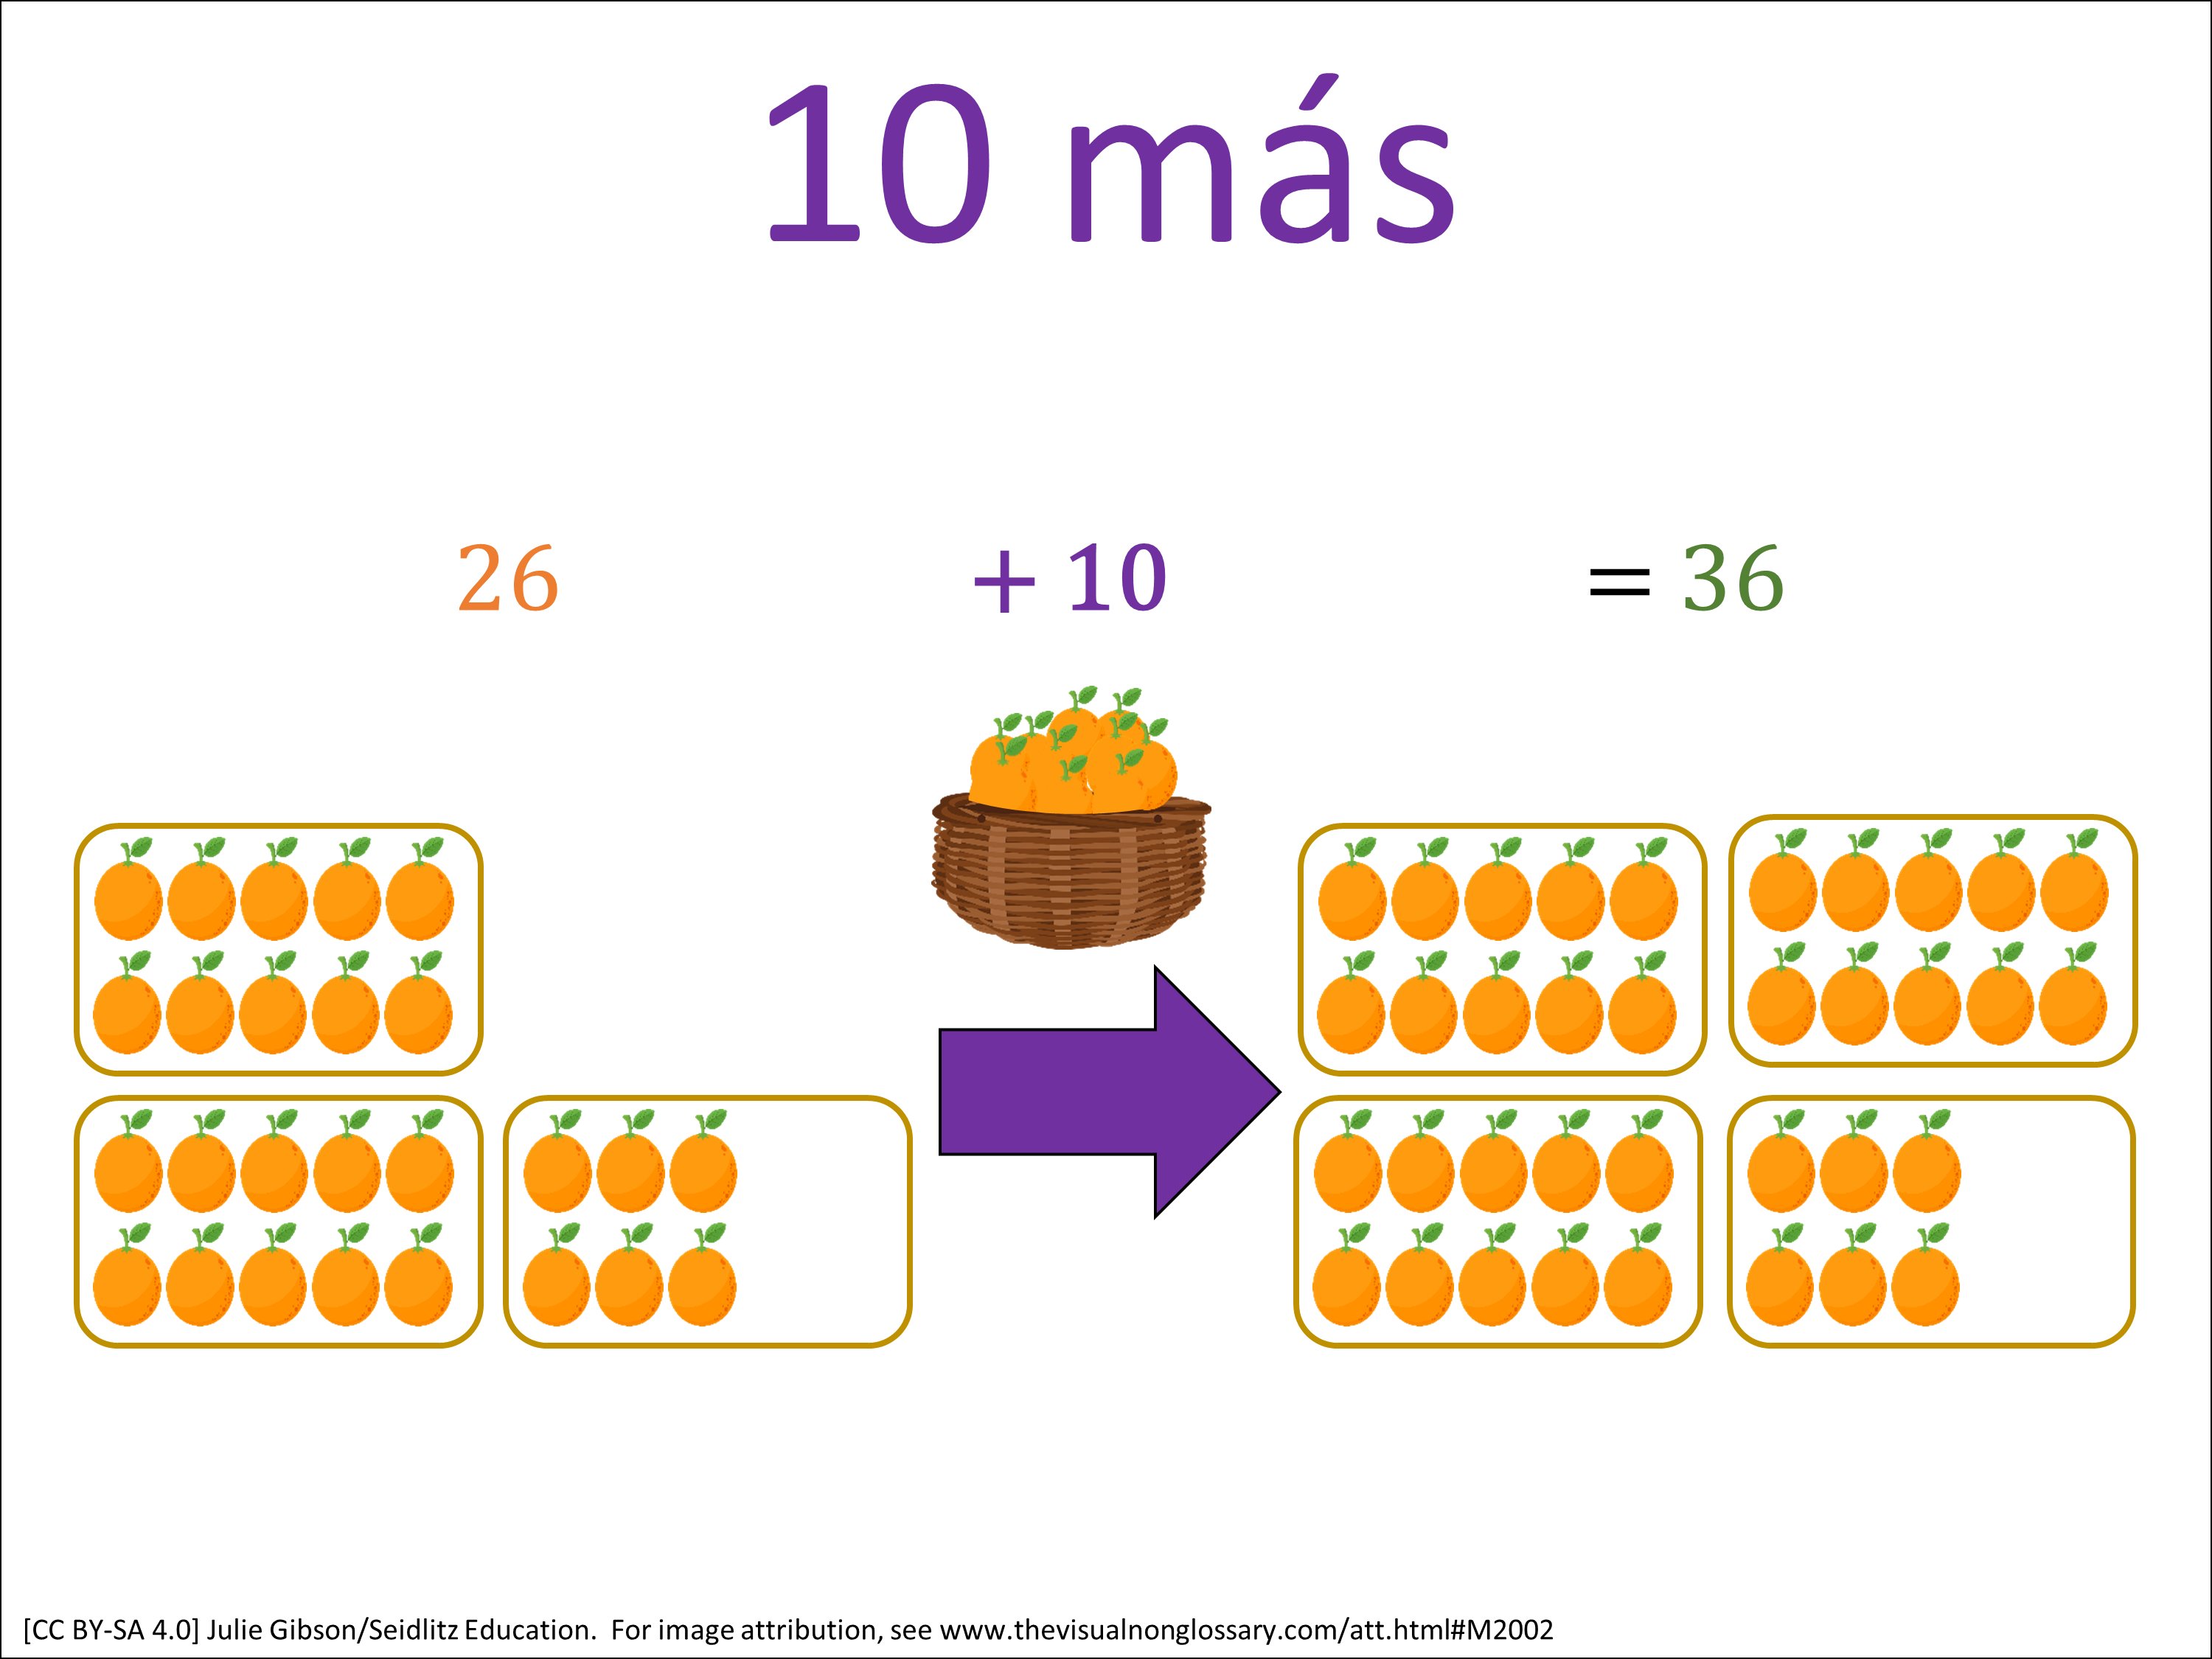 10 más
26 + 10 = 36
[CC BY-SA 4.0] Julie Gibson/Seidlitz Education.  For image attribution, see www.thevisualnonglossary.com/att.html#M2002